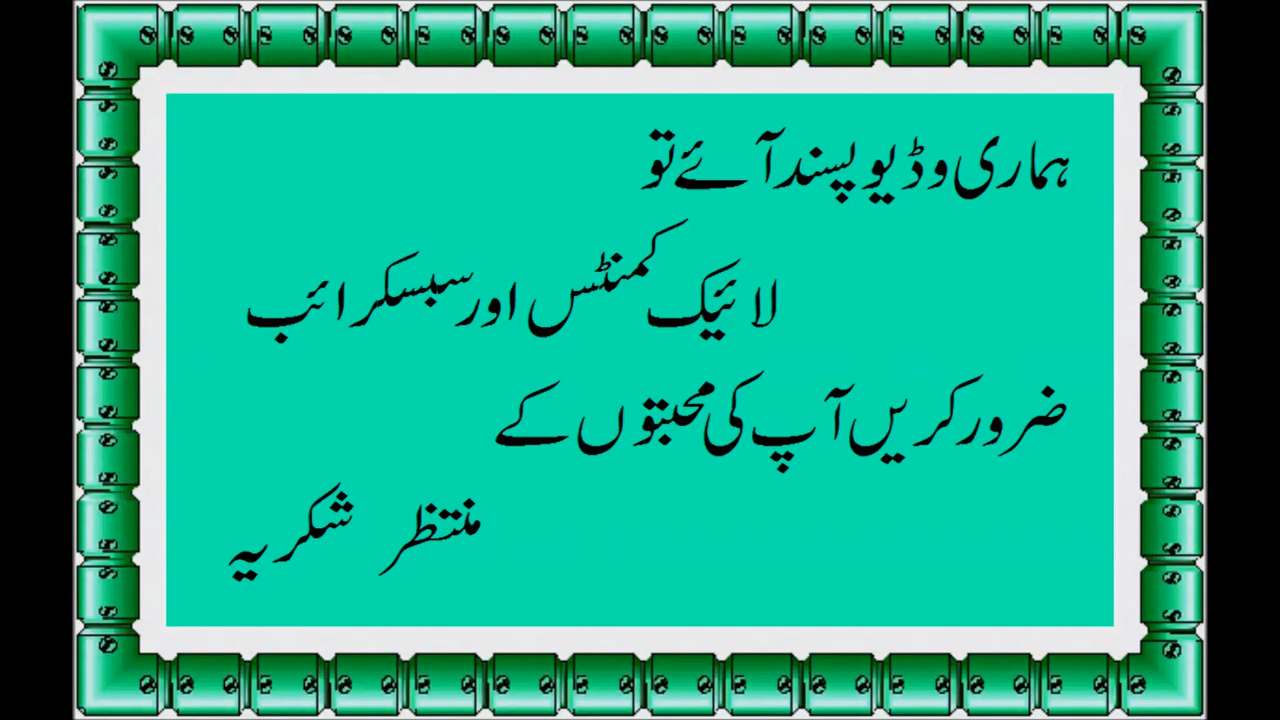 ہماری وڈیو پسند آئے تو
لائیک کمنٹس اور سبسکرائب
ضرور کریں آپ کی محبتوں کے
منتظر شکریہ